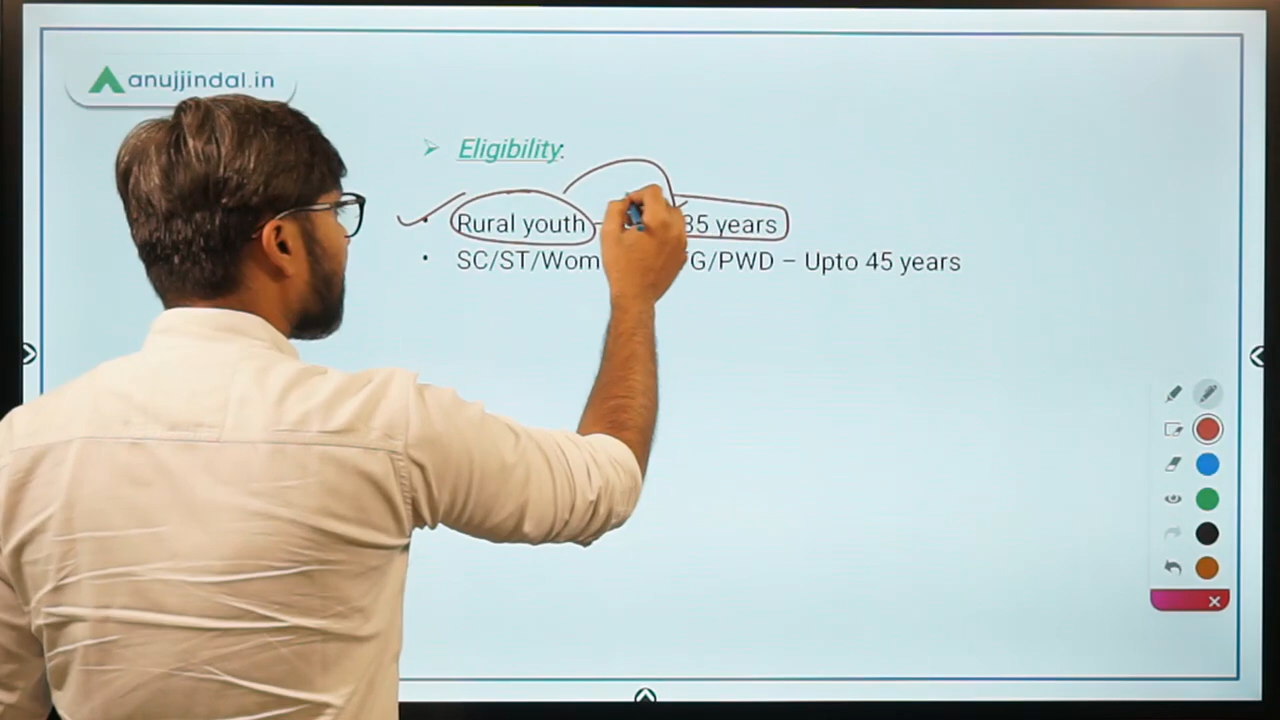 anujjindal.in
Eligibility:
Rural youth 35 years
SC/ST/Wom G/PWD – Upto 45 years